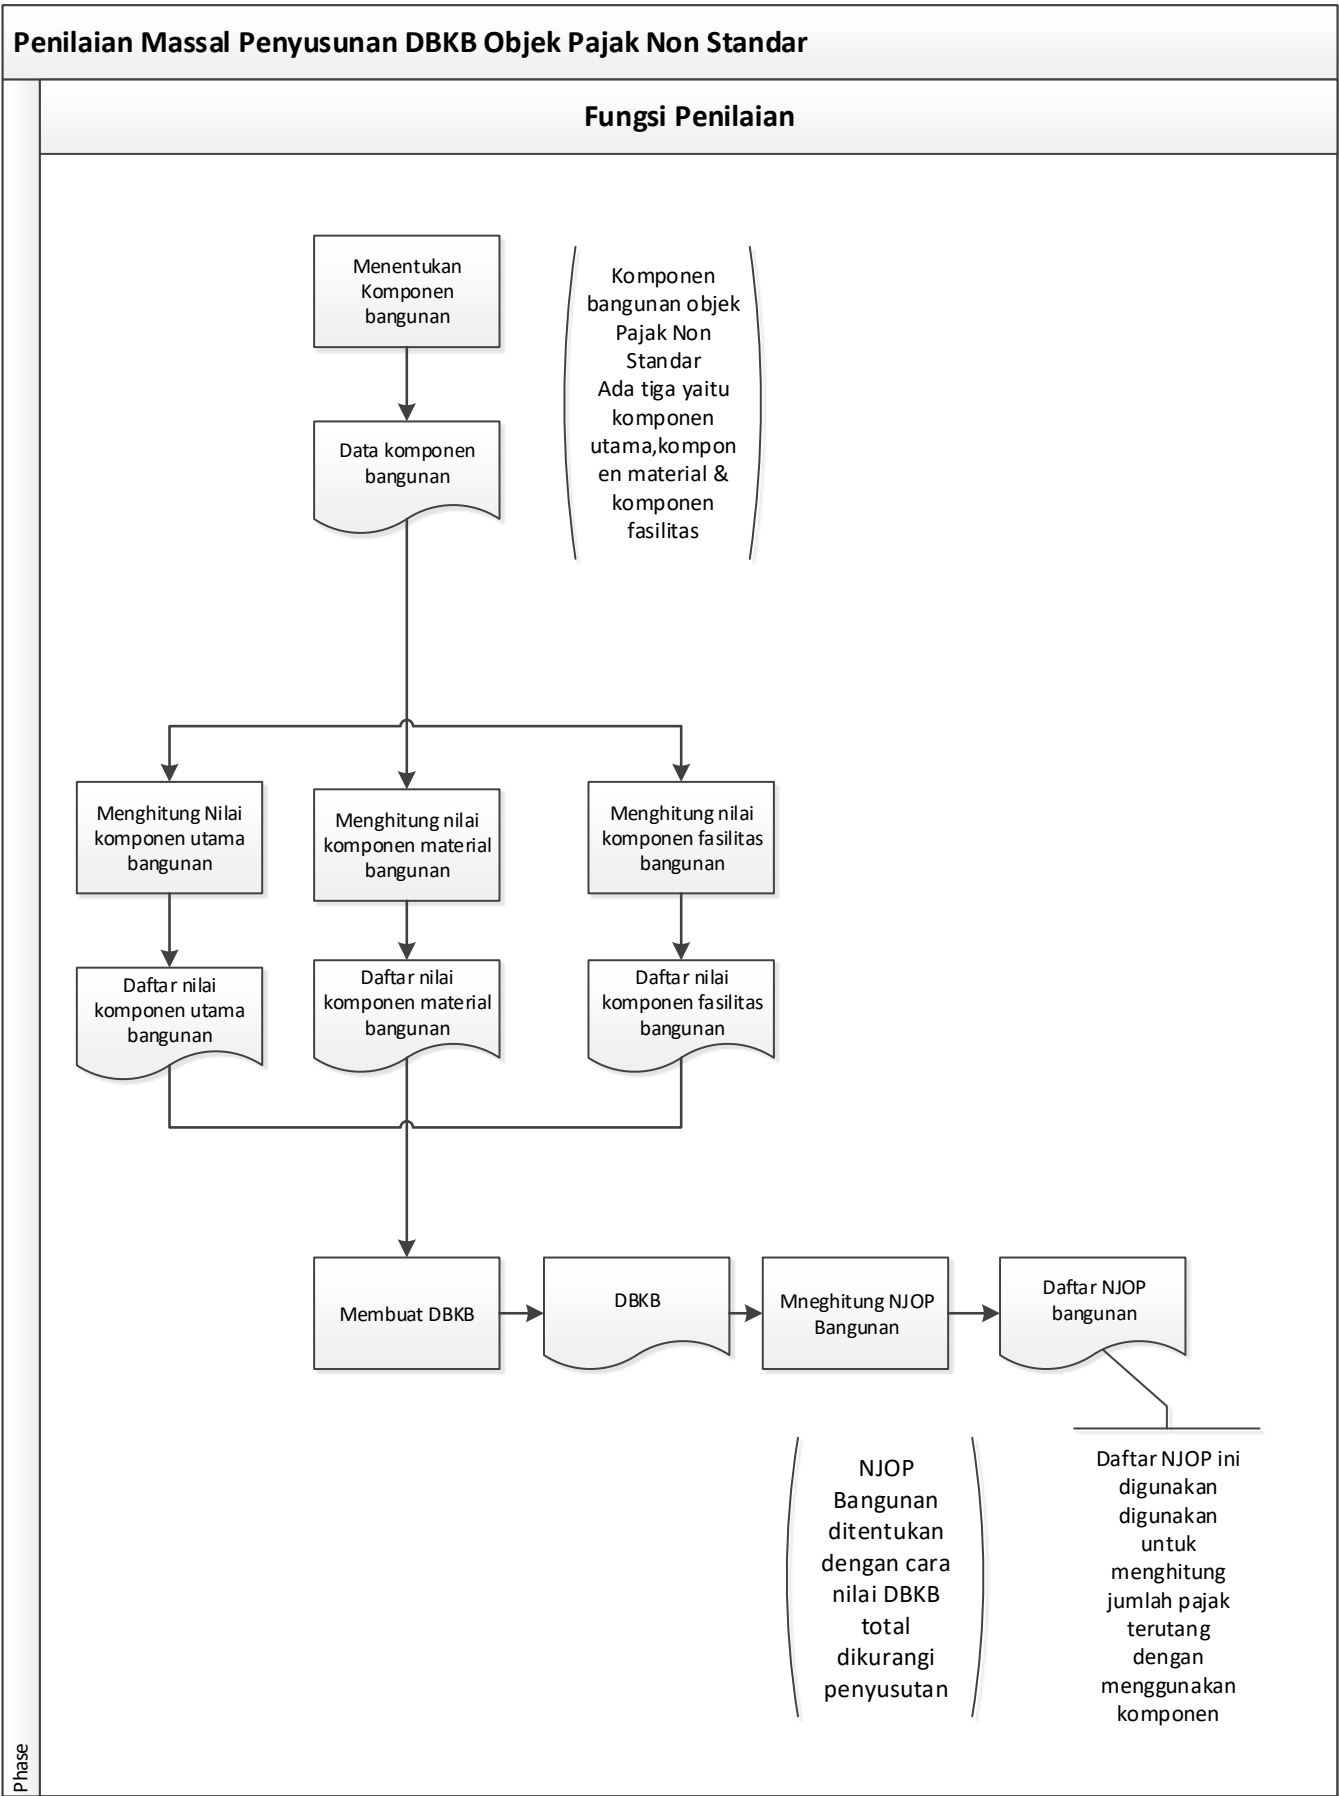 Penilaian Massal Penyusunan DBKB Objek Pajak Non Standar
Fungsi Penilaian
Menentukan
Komponen
bangunan
Komponen
bangunan objek
Pajak Non
Standar
Ada tiga yaitu
komponen
utama,kompon
en material &
komponen
fasilitas
Data komponen
bangunan
Menghitung Nilai
komponen utama
bangunan
Menghitung nilai
komponen material
bangunan
Menghitung nilai
komponen fasilitas
bangunan
Daftar nilai
komponen utama
bangunan
Daftar nilai
komponen material
bangunan
Daftar nilai
komponen fasilitas
bangunan
Membuat DBKB
DBKB
Mneghitung NJOP
Bangunan
Daftar NJOP
bangunan
NJOP
Bangunan
ditentukan
dengan cara
nilai DBKB
total
dikurangi
penyusutan
Daftar NJOP ini
digunakan
digunakan
untuk
menghitung
jumlah pajak
terutang
dengan
menggunakan
komponen
Phase